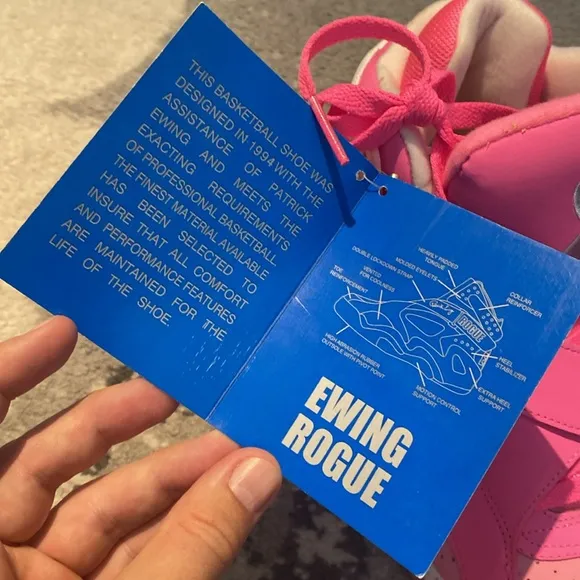 THIS BASKETBALL SHOE WAS
DESIGNED IN 1994 WITH THE
ASSISTANCE OF PATRICK
EWING AND MEETS THE
EXACTING REQUIREMENTS
OF PROFESSIONAL BASKETBALL
THE FINEST MATERIAL AVAILABLE
HAS BEEN SELECTED TO
INSURE THAT ALL COMFORT
AND PERFORMANCE FEATURES
ARE MAINTAINED FOR THE
LIFE OF THE SHOE.
HEAVILY PADDED
TONGUE
MOLDED EYELETS
DOUBLE LOCKDOWN STRAP
VENTED
FOR COOLNESS
TOE
REINFORCEMENT
COLLAR
REINFORCER
ROGUE
HEEL
STABILIZER
HIGH ABRASION RUBBER
OUTSOLE WITH PIVOT POINT
EXTRA HEEL
SUPPORT
MOTION CONTROL
SUPPORT
EWING
ROGUE